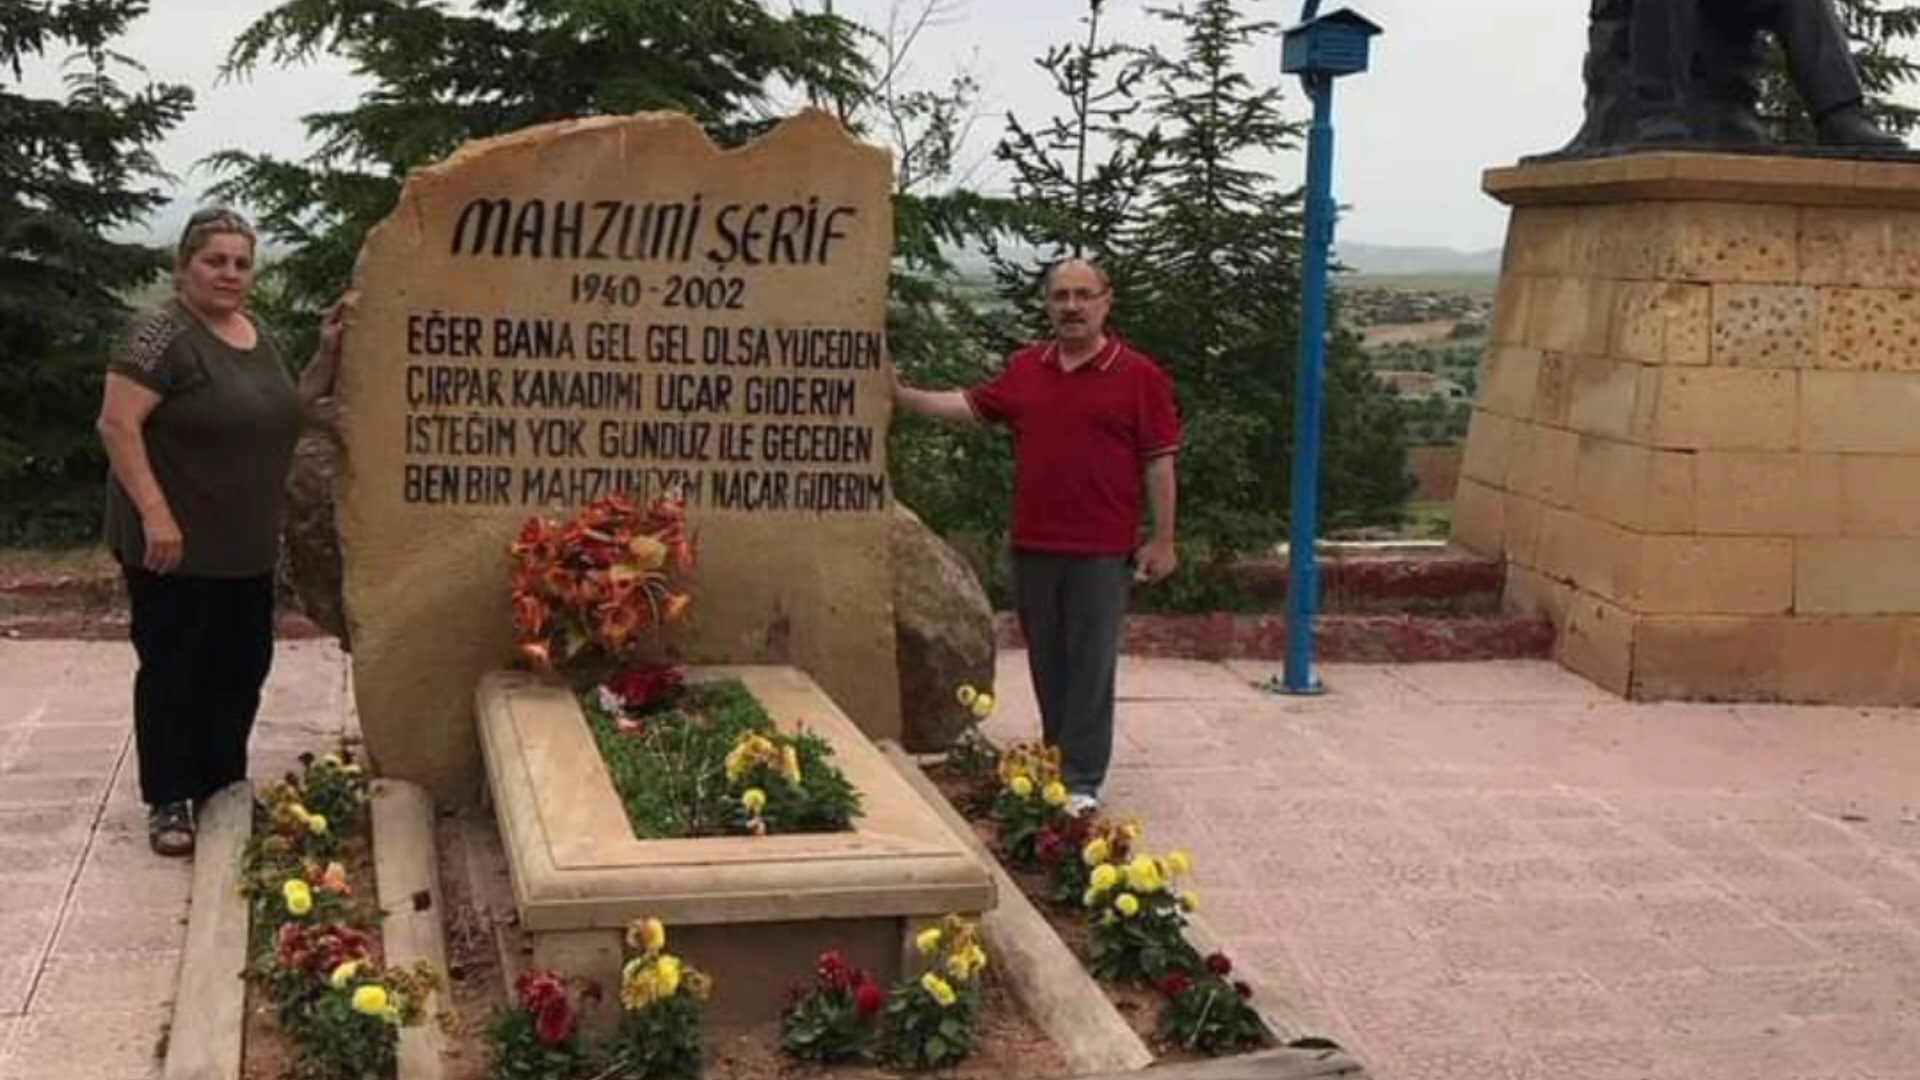 MAHZUNİ ŞERİF
1940-2002
EĞER BANA GEL GEL OLSA YÜCEDEN
ÇIRPAR KANADIMI UÇAR GİDERİM
İSTEĞİM YOK GÜNDÜZ İLE GECEDEN
BEN BİR MAHZUNİ'YİM NAÇAR GİDERİM